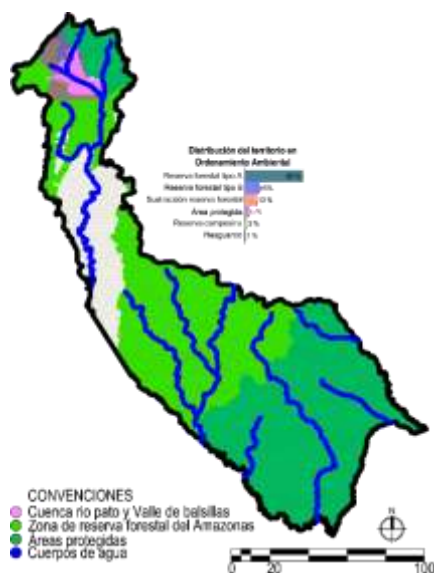 Distribución del territorio en
Ordenamiento Ambiental
Reserva forestal tipo A
Reserva forestal tipo B
Sustracción reserva forestal
Área protegida
Reserva campesina
Resguardo
CONVENCIONES
Cuenca río pato y Valle de balsillas
Zona de reserva forestal del Amazonas
Áreas protegidas
Cuerpos de agua
N
0 20 100